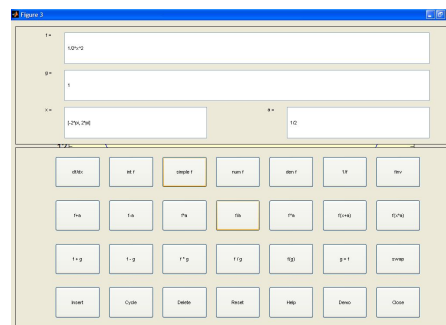 Figure 3
f =
1/2*x^2
g =
1
x =
[-2*pi, 2*pi]
a =
1/2
df/dx
int f
simple f
num f
den f
1/f
finv
f+a
f-a
f*a
f/a
f^a
f(x+a)
f(x*a)
f + g
f - g
f * g
f / g
f(g)
g = f
swap
Insert
Cycle
Delete
Reset
Help
Demo
Close